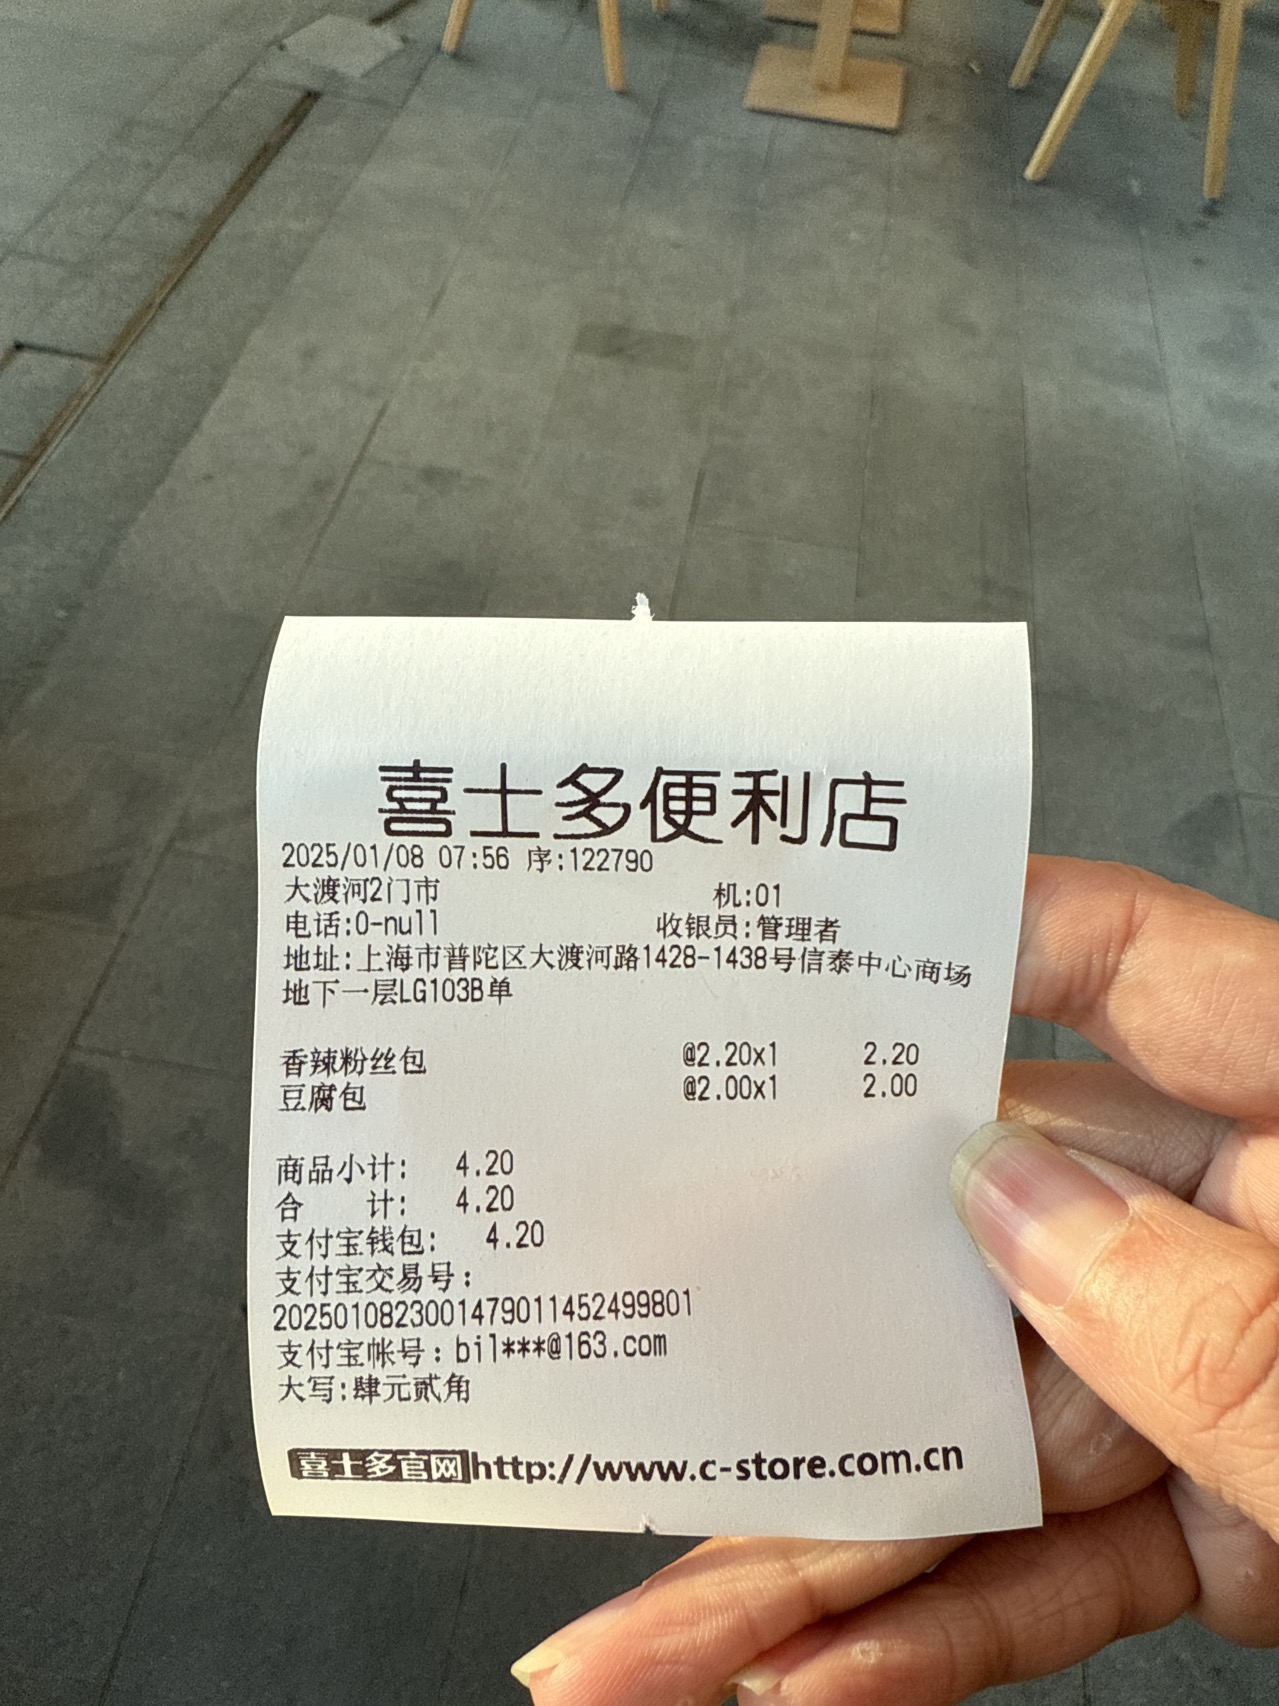 喜士多便利店
2025/01/08 07:56 序:122790
大渡河2门市 机:01
电话:0-null 收银员:管理者
地址:上海市普陀区大渡河路1428-1438号信泰中心商场
地下一层LG103B单
香辣粉丝包 @2.20x1 2.20
豆腐包 @2.00x1 2.00
商品小计: 4.20
合 计: 4.20
支付宝钱包: 4.20
支付宝交易号:
2025010823001479011452499801
支付宝帐号:bil***@163.com
大写:肆元贰角
喜士多官网http://www.c-store.com.cn